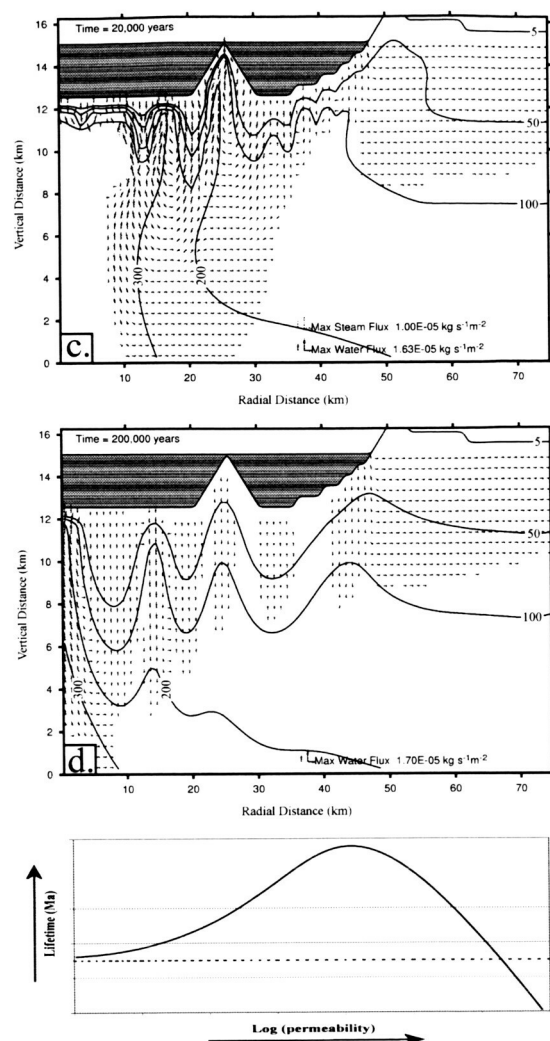 Time = 20,000 years
16
14
12
10
8
6
4
2
0
Vertical Distance (km)
5
50
100
300
200
c.
Max Steam Flux 1.00E-05 kg s⁻¹m⁻²
Max Water Flux 1.63E-05 kg s⁻¹m⁻²
10 20 30 40 50 60 70
Radial Distance (km)
Time = 200,000 years
16
14
12
10
8
6
4
2
0
Vertical Distance (km)
5
50
100
300
200
d.
Max Water Flux 1.70E-05 kg s⁻¹m⁻²
10 20 30 40 50 60 70
Radial Distance (km)
Lifetime (Ma)
Log (permeability)